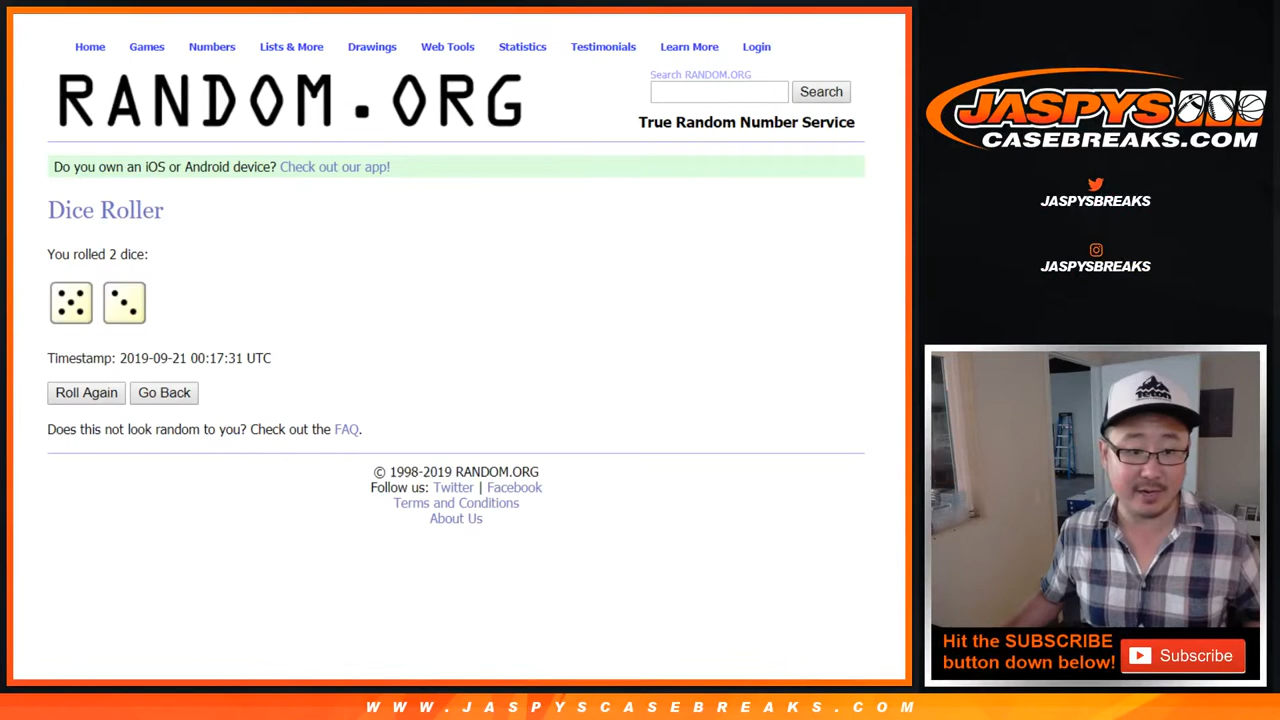 Home Games Numbers Lists & More Drawings Web Tools Statistics Testimonials Learn More Login
RANDOM.ORG
Search RANDOM.ORG
Search
True Random Number Service
Do you own an iOS or Android device? Check out our app!
Dice Roller
You rolled 2 dice:
Timestamp: 2019-09-21 00:17:31 UTC
Roll Again Go Back
Does this not look random to you? Check out the FAQ.
© 1998-2019 RANDOM.ORG
Follow us: Twitter | Facebook
Terms and Conditions
About Us
JASPYS
CASEBREAKS.COM
JASPYSBREAKS
JASPYSBREAKS
Teton
Hit the SUBSCRIBE
button down below!
Subscribe
WWW.JASPYSCASEBREAKS.COM